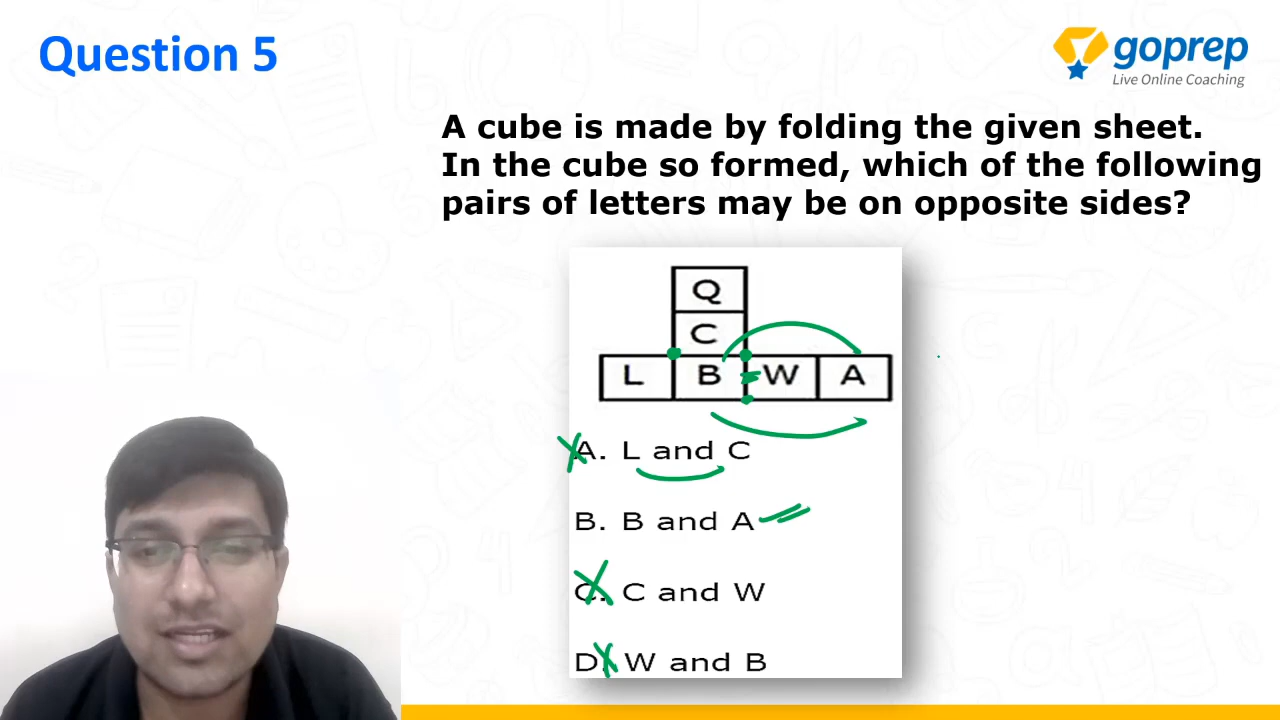 Question 5
goprep
Live Online Coaching
A cube is made by folding the given sheet.
In the cube so formed, which of the following
pairs of letters may be on opposite sides?
Q
C
L B W A
A. L and C
B. B and A
C. C and W
D. W and B